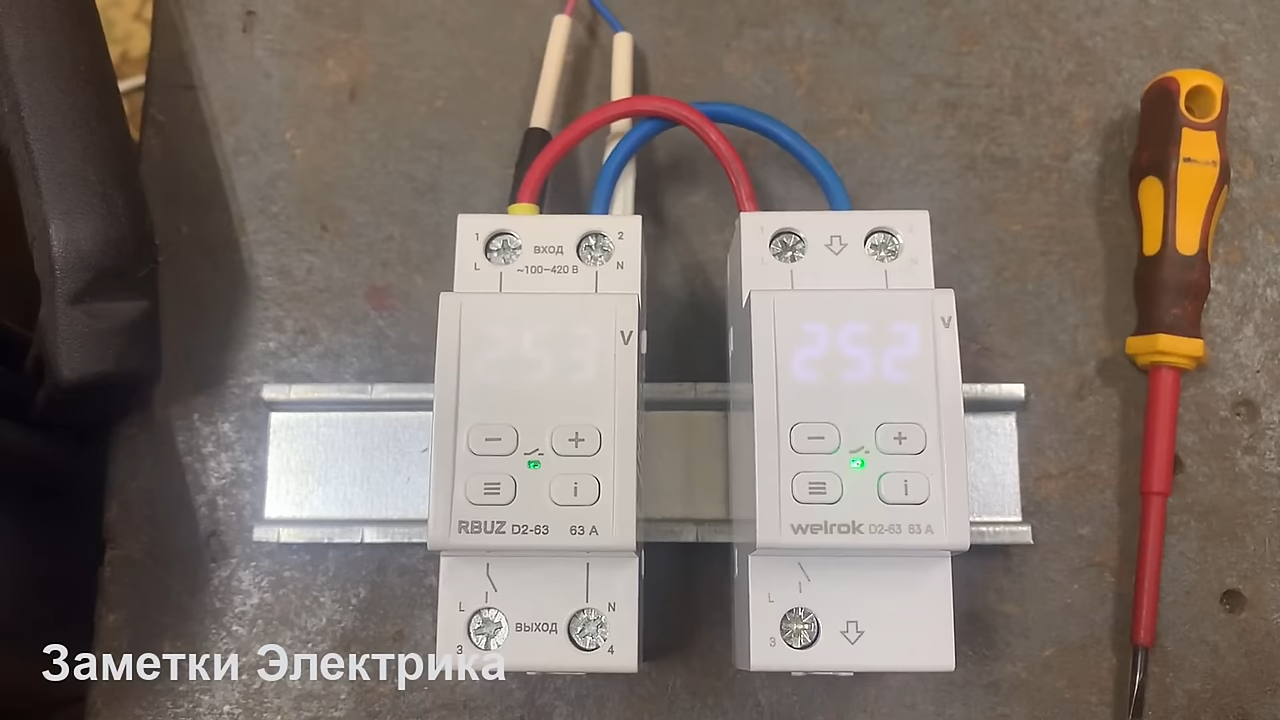 1 ВХОД 2
L ~100–420 В N
253 V
− +
≡ i
RBUZ D2-63 63 A
L N
ВЫХОД
3 4
L
252 V
− +
≡ i
welrok D2-63 63 A
L
3
Заметки Электрика